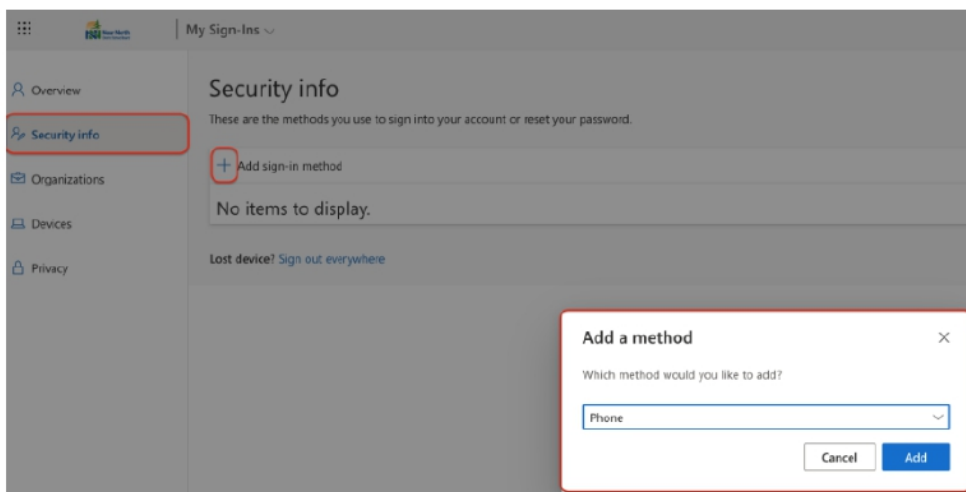 My Sign-Ins
Overview
Security info
Organizations
Devices
Privacy
Security info
These are the methods you use to sign into your account or reset your password.
Add sign-in method
No items to display.
Lost device? Sign out everywhere
Add a method
Which method would you like to add?
Phone
Cancel
Add